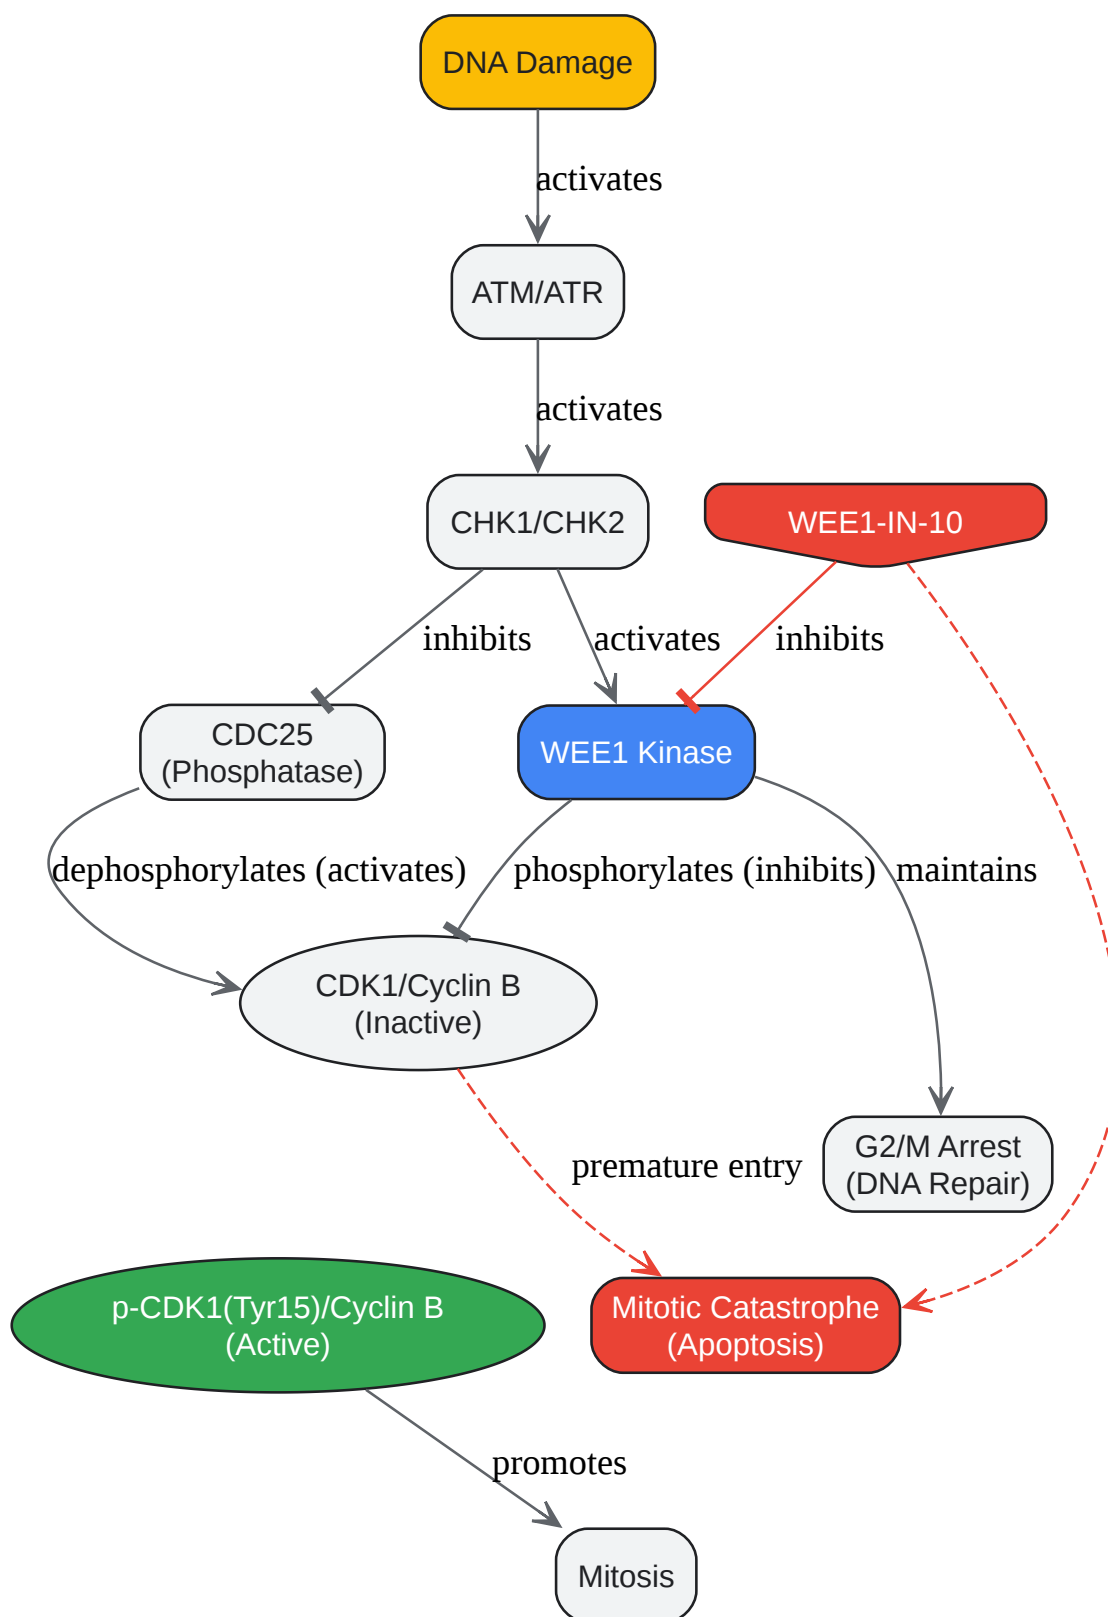 DNA Damage
activates
ATM/ATR
activates
CHK1/CHK2
WEE1-IN-10
inhibits
activates
inhibits
CDC25
(Phosphatase)
WEE1 Kinase
dephosphorylates (activates)
phosphorylates (inhibits)
maintains
CDK1/Cyclin B
(Inactive)
premature entry
G2/M Arrest
(DNA Repair)
p-CDK1(Tyr15)/Cyclin B
(Active)
Mitotic Catastrophe
(Apoptosis)
promotes
Mitosis